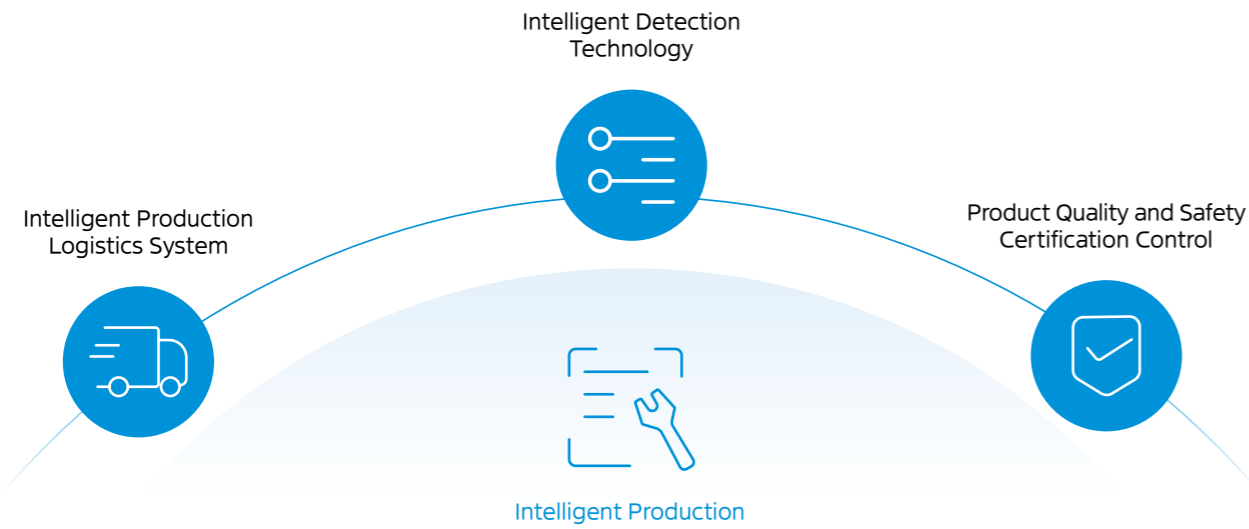 Intelligent Detection
Technology
Intelligent Production
Logistics System
Product Quality and Safety
Certification Control
Intelligent Production